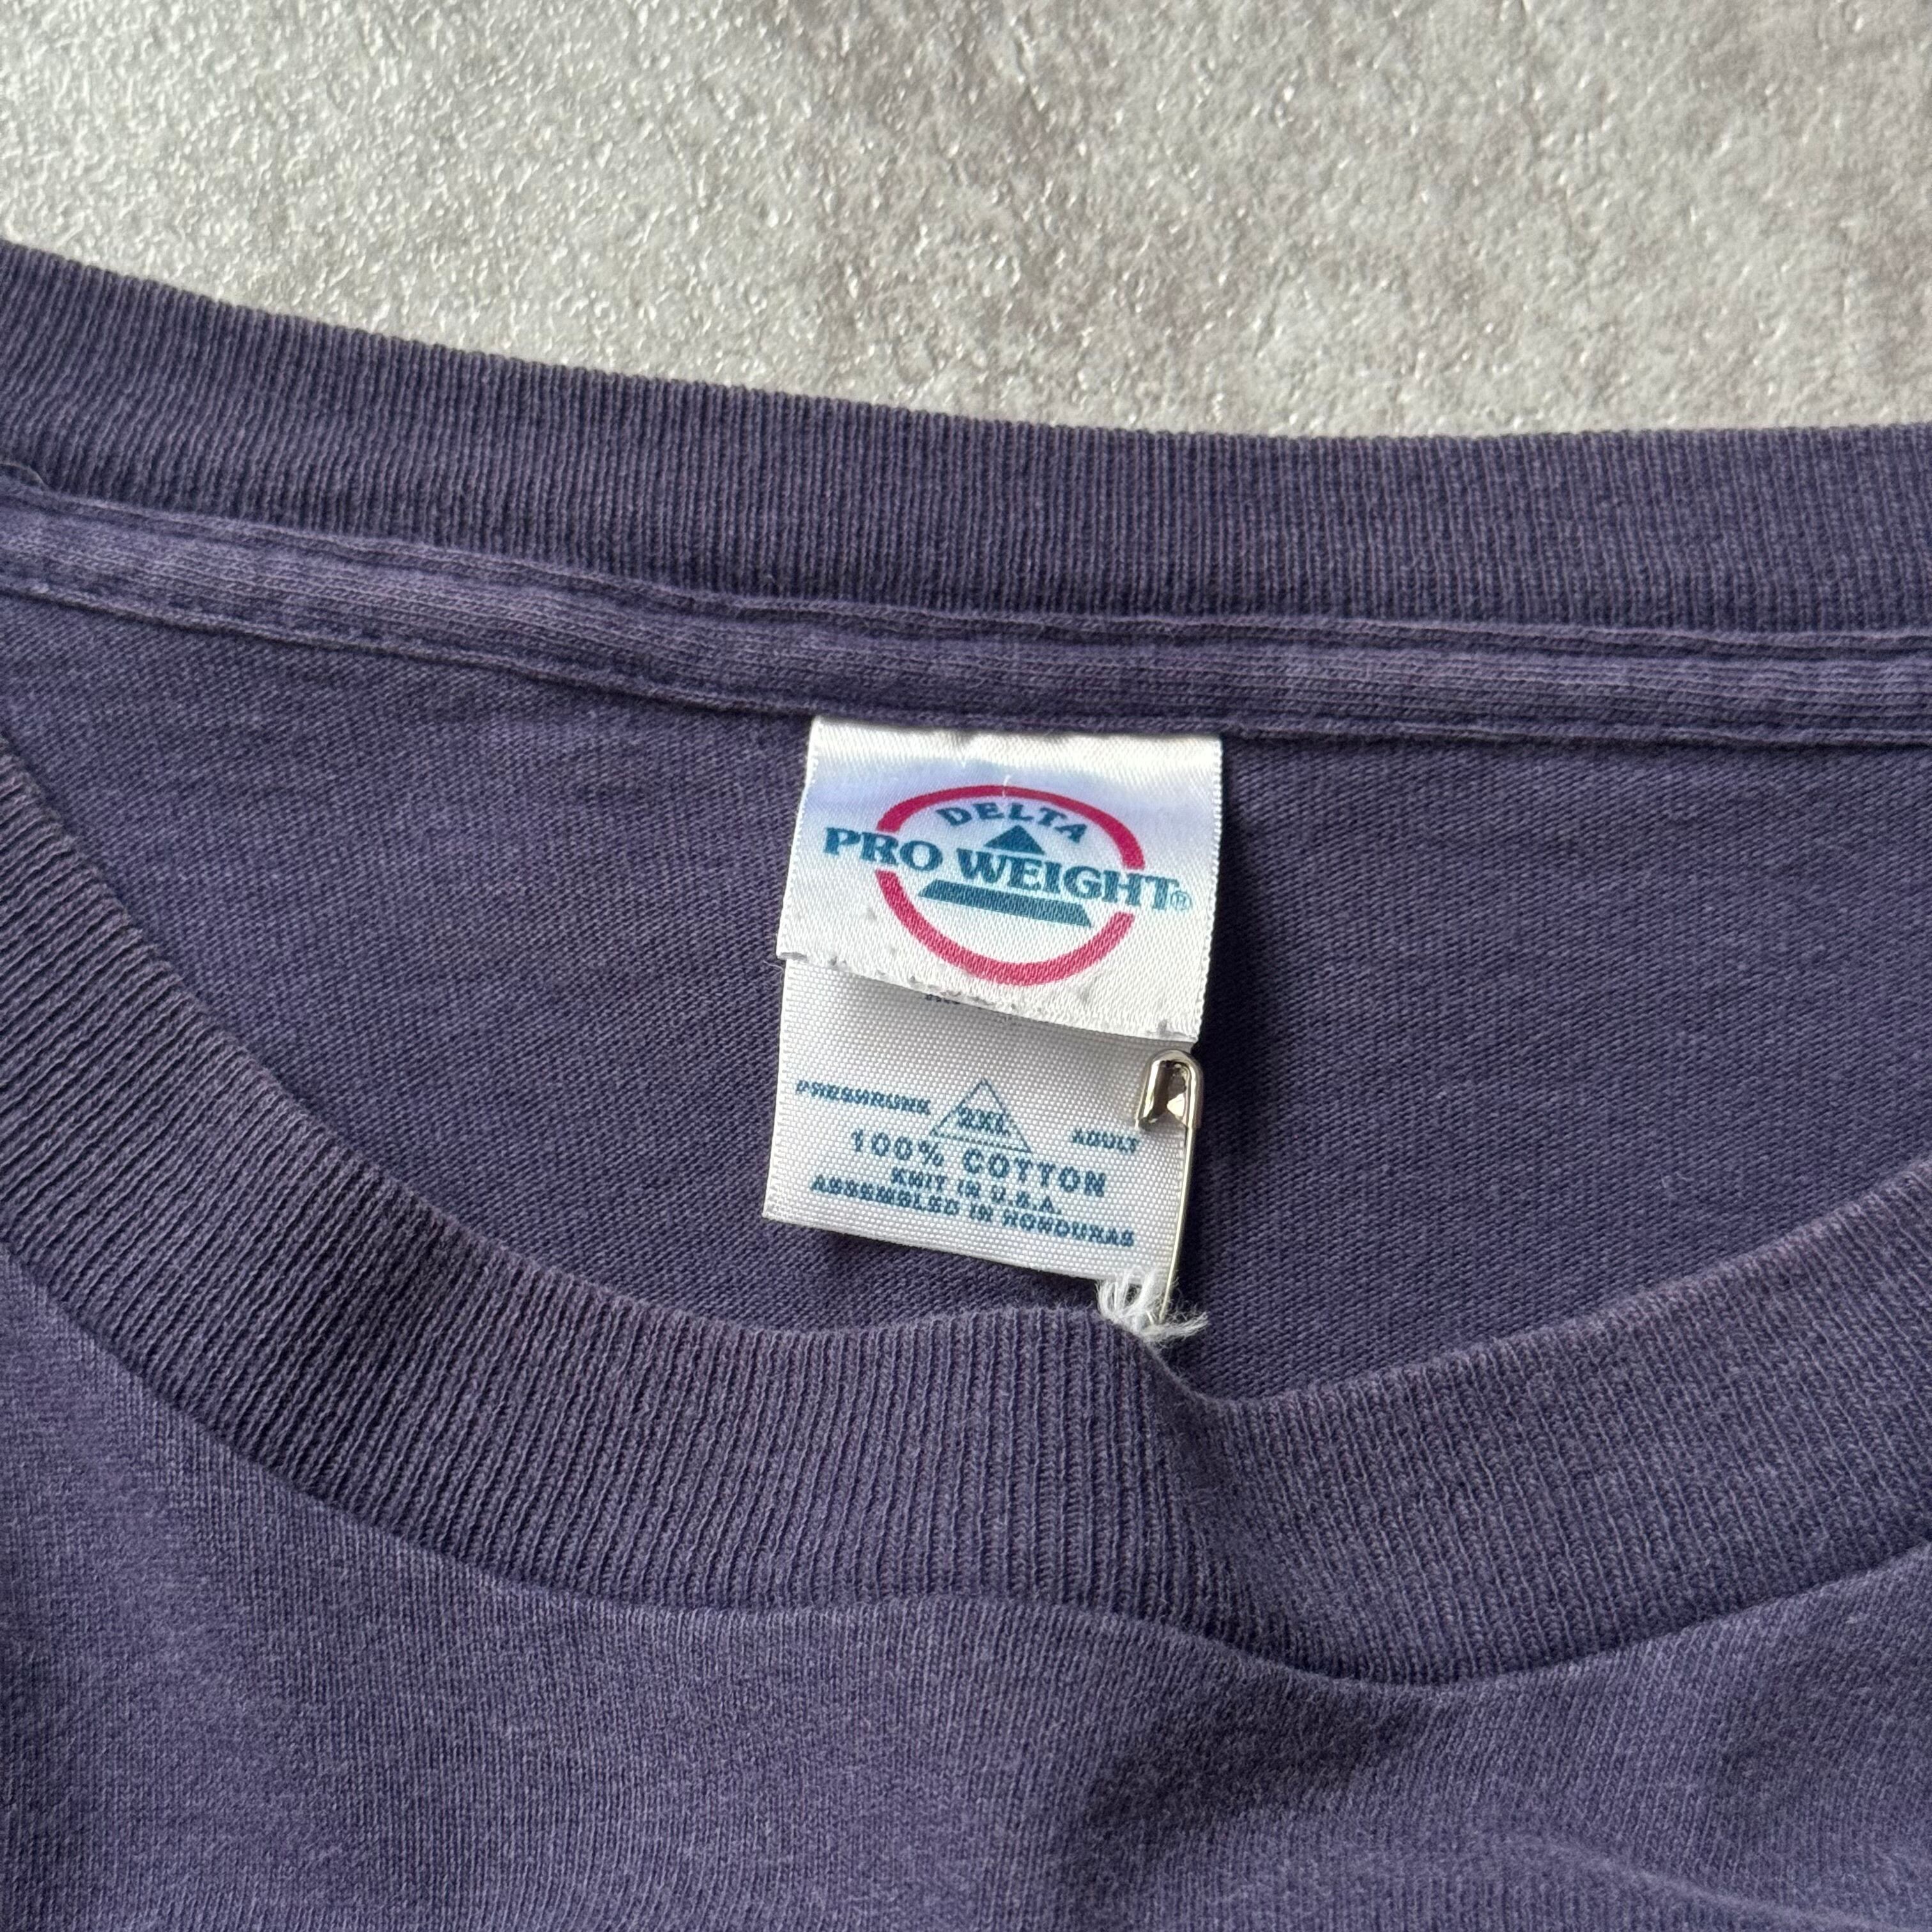 DELTA
PRO WEIGHT®
PRESHRUNK 2XL ADULT
100% COTTON
KNIT IN U.S.A.
ASSEMBLED IN HONDURAS